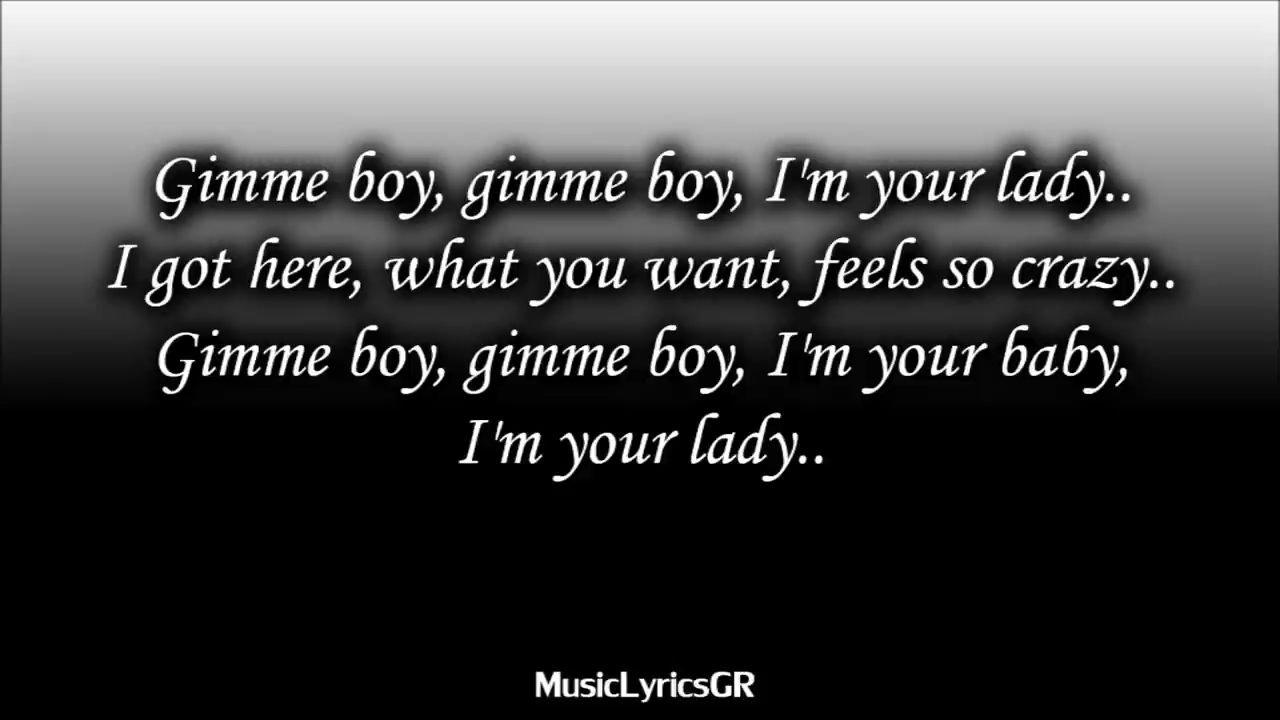 Gimme boy, gimme boy, I'm your lady..
I got here, what you want, feels so crazy..
Gimme boy, gimme boy, I'm your baby,
I'm your lady..
MusicLyricsGR